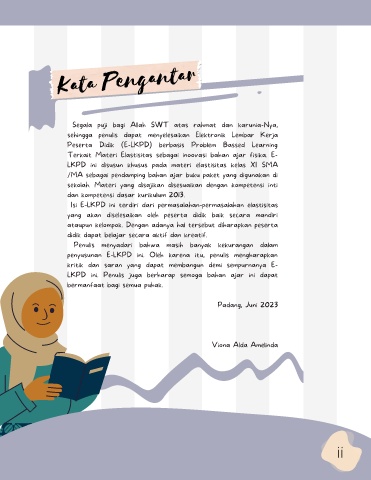 Kata Pengantar
Segala puji bagi Allah SWT atas rahmat dan karunia-Nya,
sehingga penulis dapat menyelesaikan Elektronik Lembar Kerja
Peserta Didik (E-LKPD) berbasis Problem Bassed Learning
Terkait Materi Elastisitas sebagai inovasi bahan ajar fisika. E-
LKPD ini disusun khusus pada materi elastisitas kelas XI SMA
/MA sebagai pendamping bahan ajar buku paket yang digunakan di
sekolah. Materi yang disajikan disesuaikan dengan kompetensi inti
dan kompetensi dasar kurikulum 2013.
Isi E-LKPD ini terdiri dari permasalahan-permasalahan elastisitas
yang akan diselesaikan oleh peserta didik baik secara mandiri
ataupun kelompok. Dengan adanya hal tersebut diharapkan peserta
didik dapat belajar secara aktif dan kreatif.
Penulis menyadari bahwa masih banyak kekurangan dalam
penyusunan E-LKPD ini. Oleh karena itu, penulis mengharapkan
kritik dan saran yang dapat membangun demi sempurnanya E-
LKPD ini. Penulis juga berharap semoga bahan ajar ini dapat
bermanfaat bagi semua pihak.
Padang, Juni 2023
Viona Alda Amelinda
ii